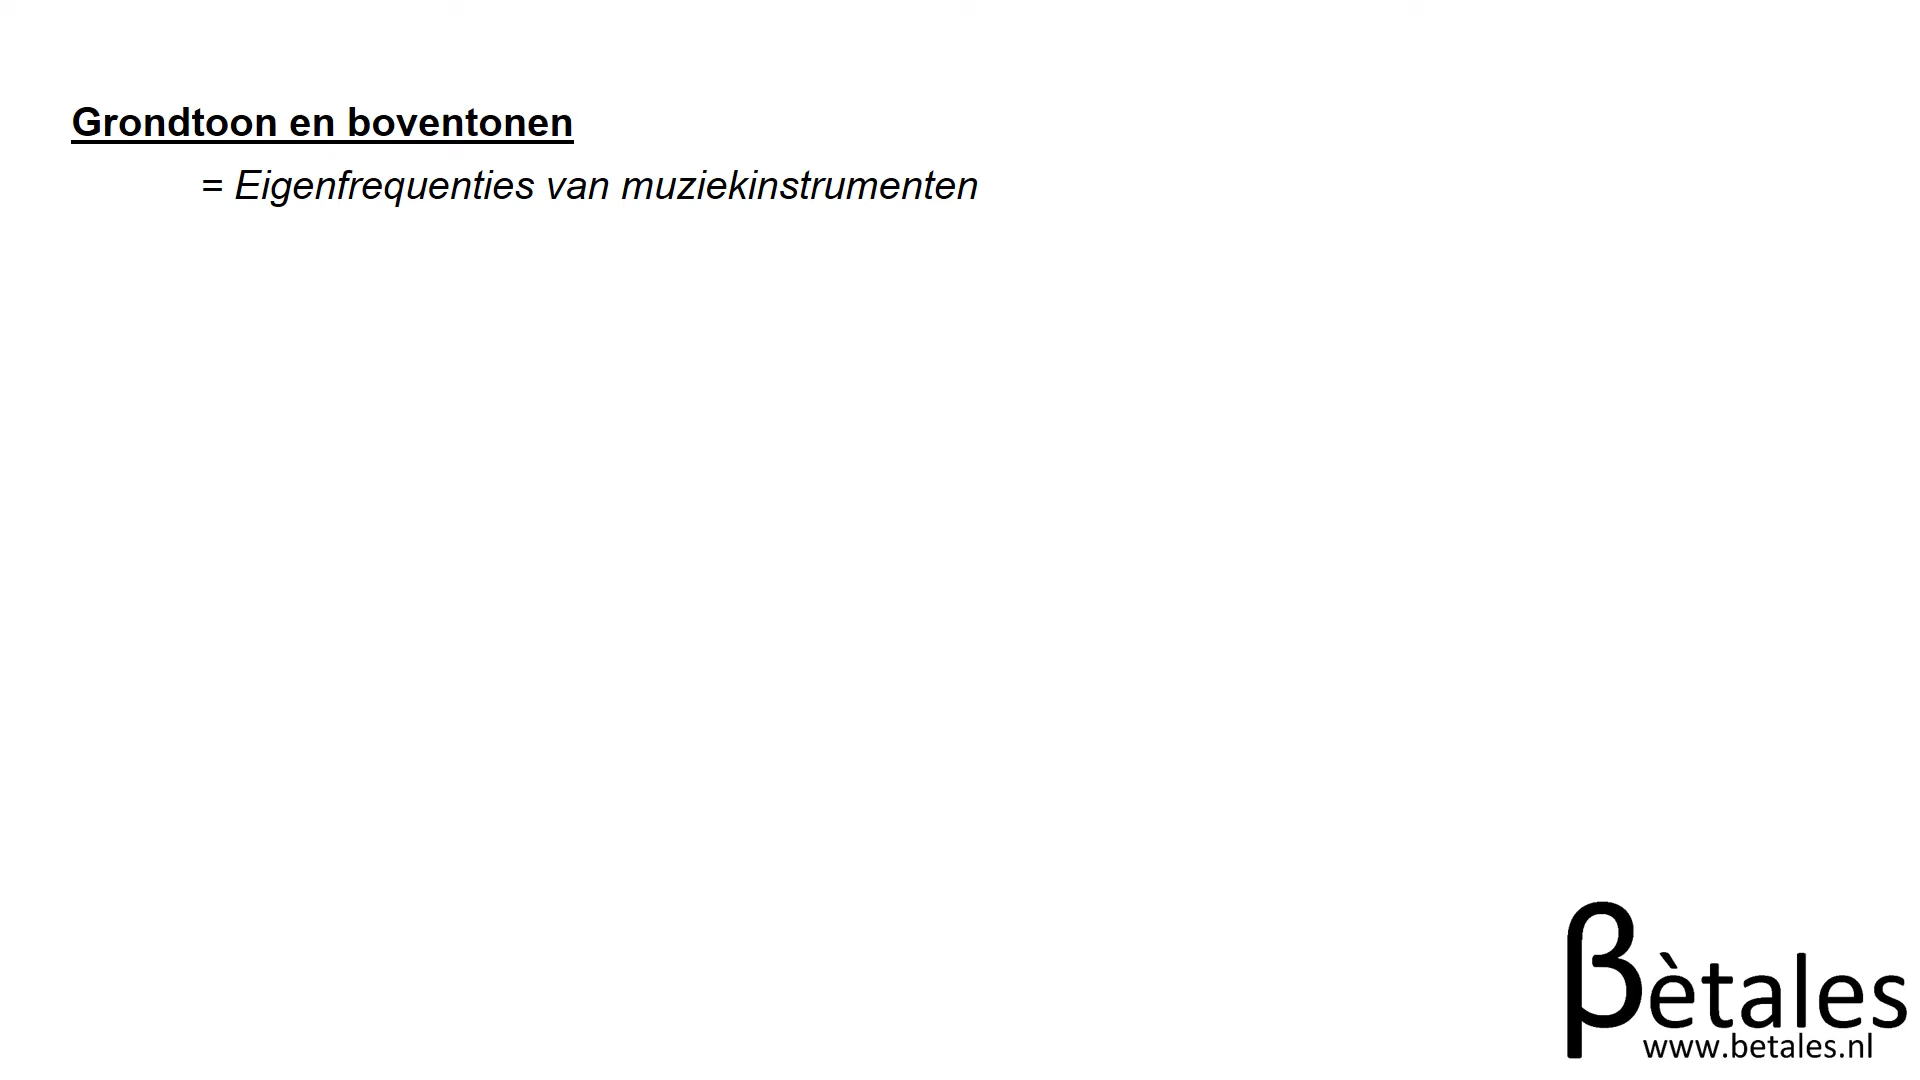 Grondtoon en boventonen
= Eigenfrequenties van muziekinstrumenten
βètales
www.betales.nl